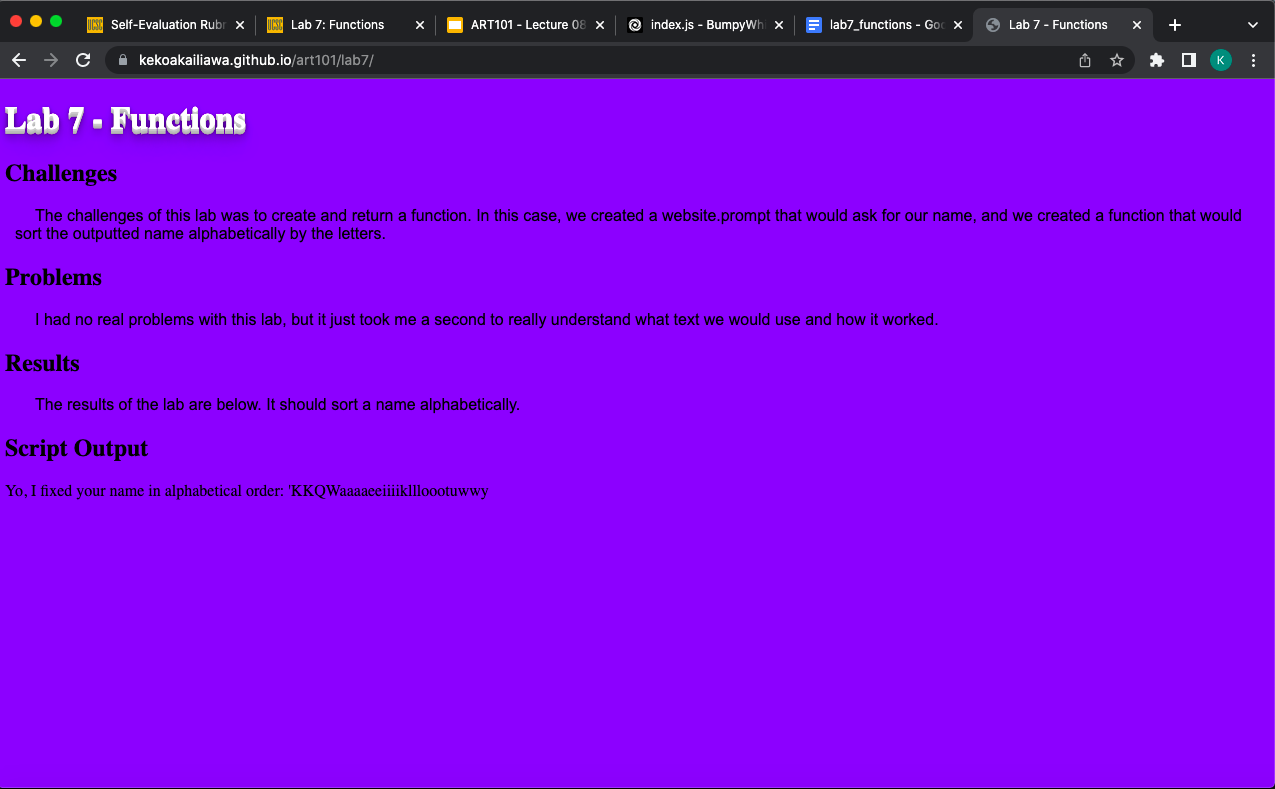 Self-Evaluation Rubr
Lab 7: Functions
ART101 - Lecture 08
index.js - BumpyWhi
lab7_functions - Goo
Lab 7 - Functions
kekoakailiawa.github.io/art101/lab7/
K
Lab 7 - Functions
Challenges
The challenges of this lab was to create and return a function. In this case, we created a website.prompt that would ask for our name, and we created a function that would
sort the outputted name alphabetically by the letters.
Problems
I had no real problems with this lab, but it just took me a second to really understand what text we would use and how it worked.
Results
The results of the lab are below. It should sort a name alphabetically.
Script Output
Yo, I fixed your name in alphabetical order: 'KKQWaaaaeeiiiikllloootuwwy